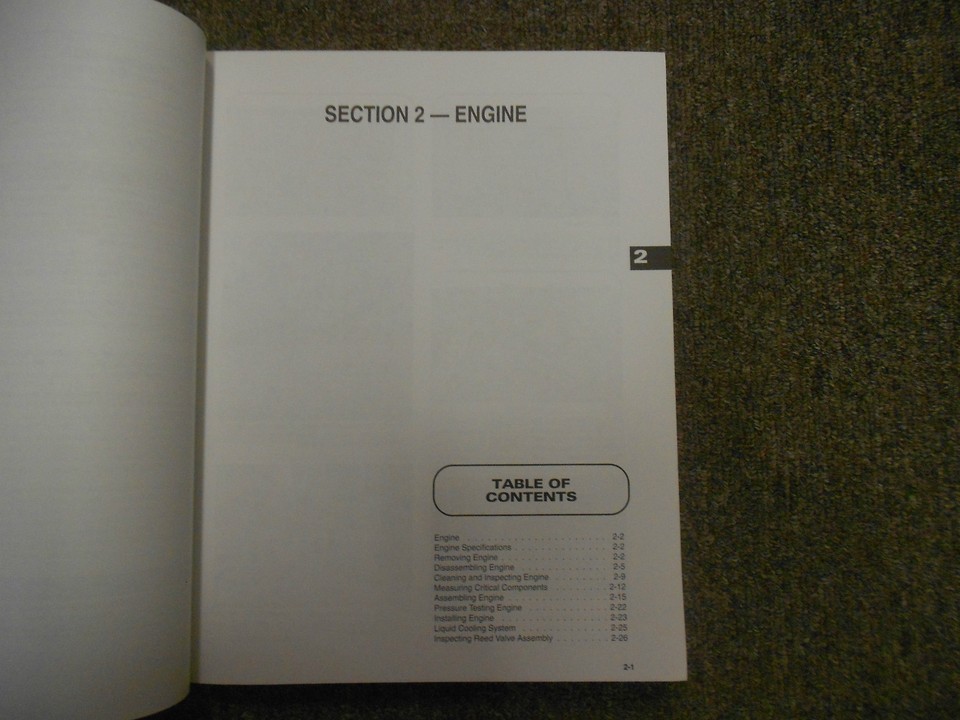 SECTION 2 — ENGINE
2
TABLE OF
CONTENTS
Engine . . . . . . . . . . . . . . . . . . . . . . . 2-2
Engine Specifications . . . . . . . . . . . . . . . 2-2
Removing Engine . . . . . . . . . . . . . . . . . 2-2
Disassembling Engine . . . . . . . . . . . . . . 2-5
Cleaning and Inspecting Engine . . . . . . . . . 2-9
Measuring Critical Components . . . . . . . . . 2-12
Assembling Engine . . . . . . . . . . . . . . . . 2-15
Pressure Testing Engine . . . . . . . . . . . . . 2-22
Installing Engine . . . . . . . . . . . . . . . . . 2-23
Liquid Cooling System . . . . . . . . . . . . . . 2-25
Inspecting Reed Valve Assembly . . . . . . . . 2-26
2-1